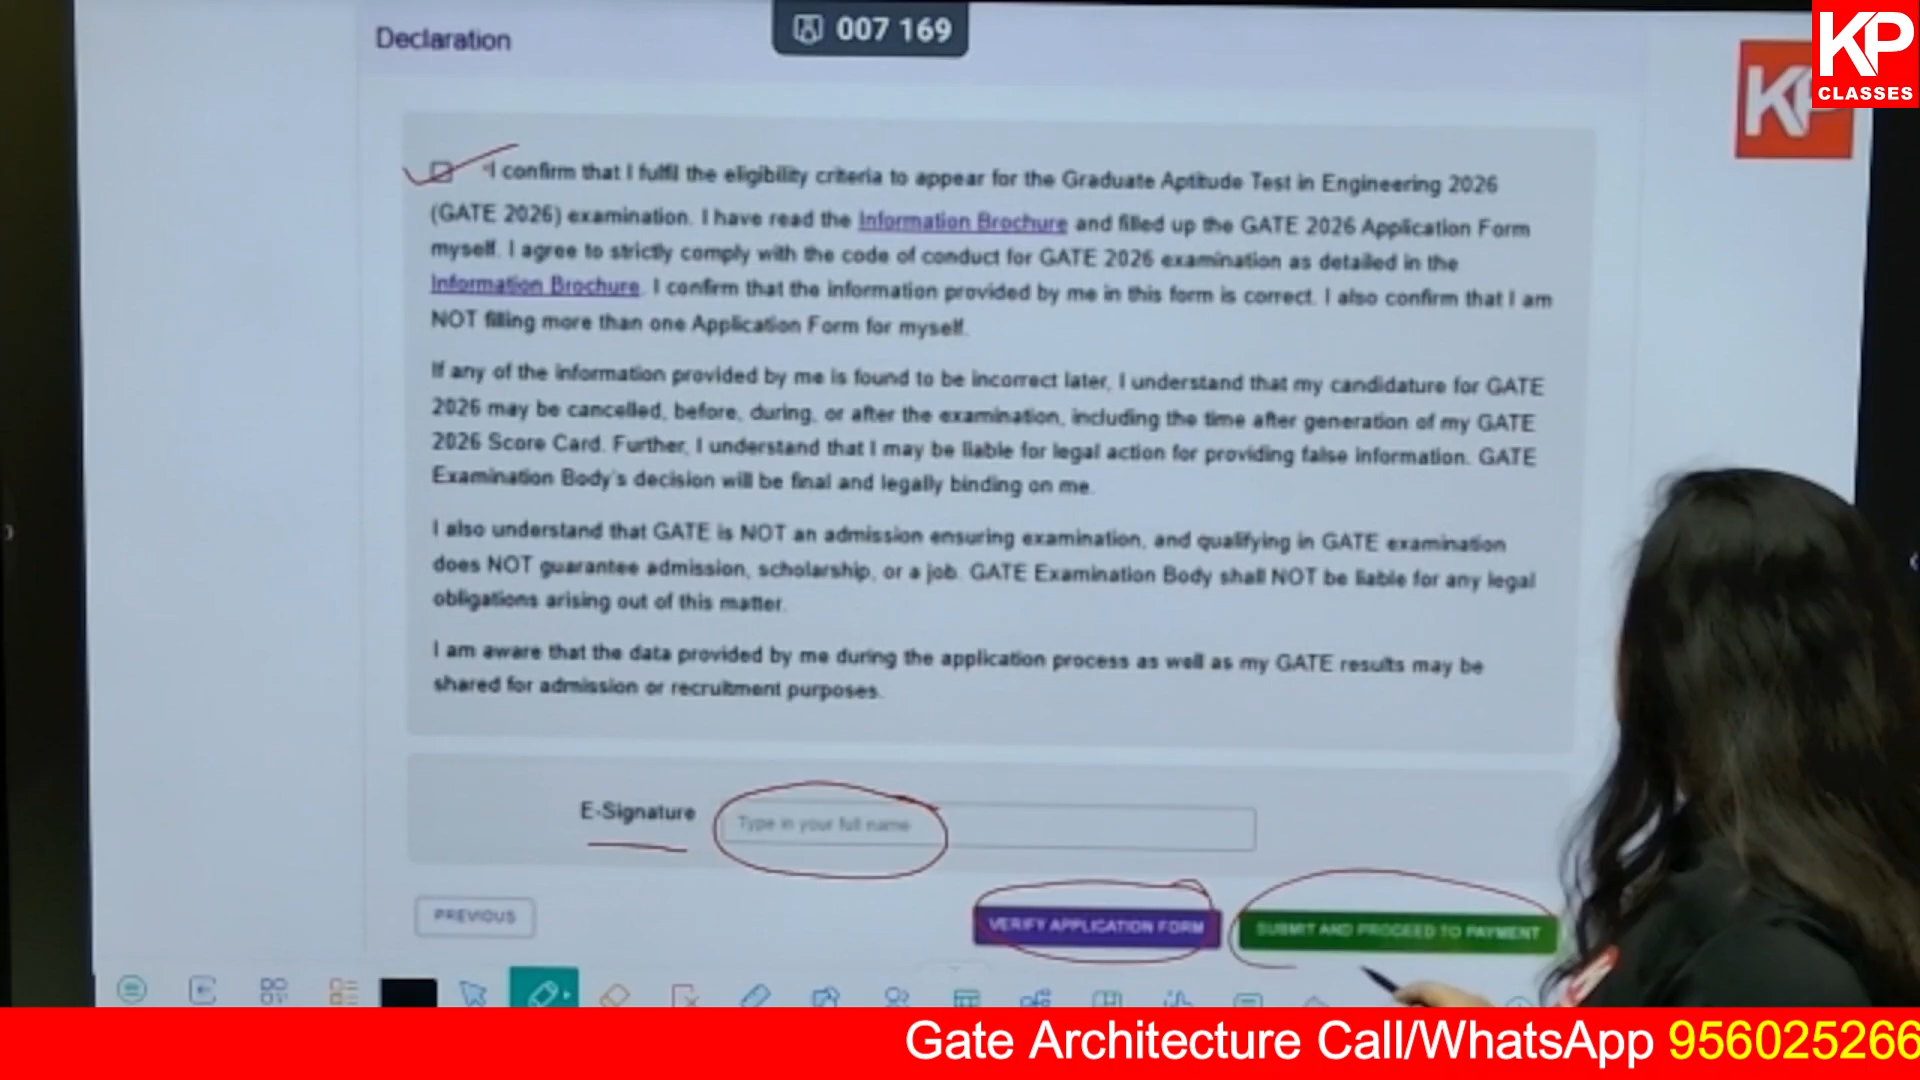 Declaration
007 169
KP
CLASSES
KP
I confirm that I fulfil the eligibility criteria to appear for the Graduate Aptitude Test in Engineering 2026
(GATE 2026) examination. I have read the Information Brochure and filled up the GATE 2026 Application Form
myself. I agree to strictly comply with the code of conduct for GATE 2026 examination as detailed in the
Information Brochure. I confirm that the information provided by me in this form is correct. I also confirm that I am
NOT filling more than one Application Form for myself.
If any of the information provided by me is found to be incorrect later, I understand that my candidature for GATE
2026 may be cancelled, before, during, or after the examination, including the time after generation of my GATE
2026 Score Card. Further, I understand that I may be liable for legal action for providing false information. GATE
Examination Body's decision will be final and legally binding on me.
I also understand that GATE is NOT an admission ensuring examination, and qualifying in GATE examination
does NOT guarantee admission, scholarship, or a job. GATE Examination Body shall NOT be liable for any legal
obligations arising out of this matter.
I am aware that the data provided by me during the application process as well as my GATE results may be
shared for admission or recruitment purposes.
E-Signature
Type in your full name
PREVIOUS
VERIFY APPLICATION FORM
SUBMIT AND PROCEED TO PAYMENT
Gate Architecture Call/WhatsApp 956025266